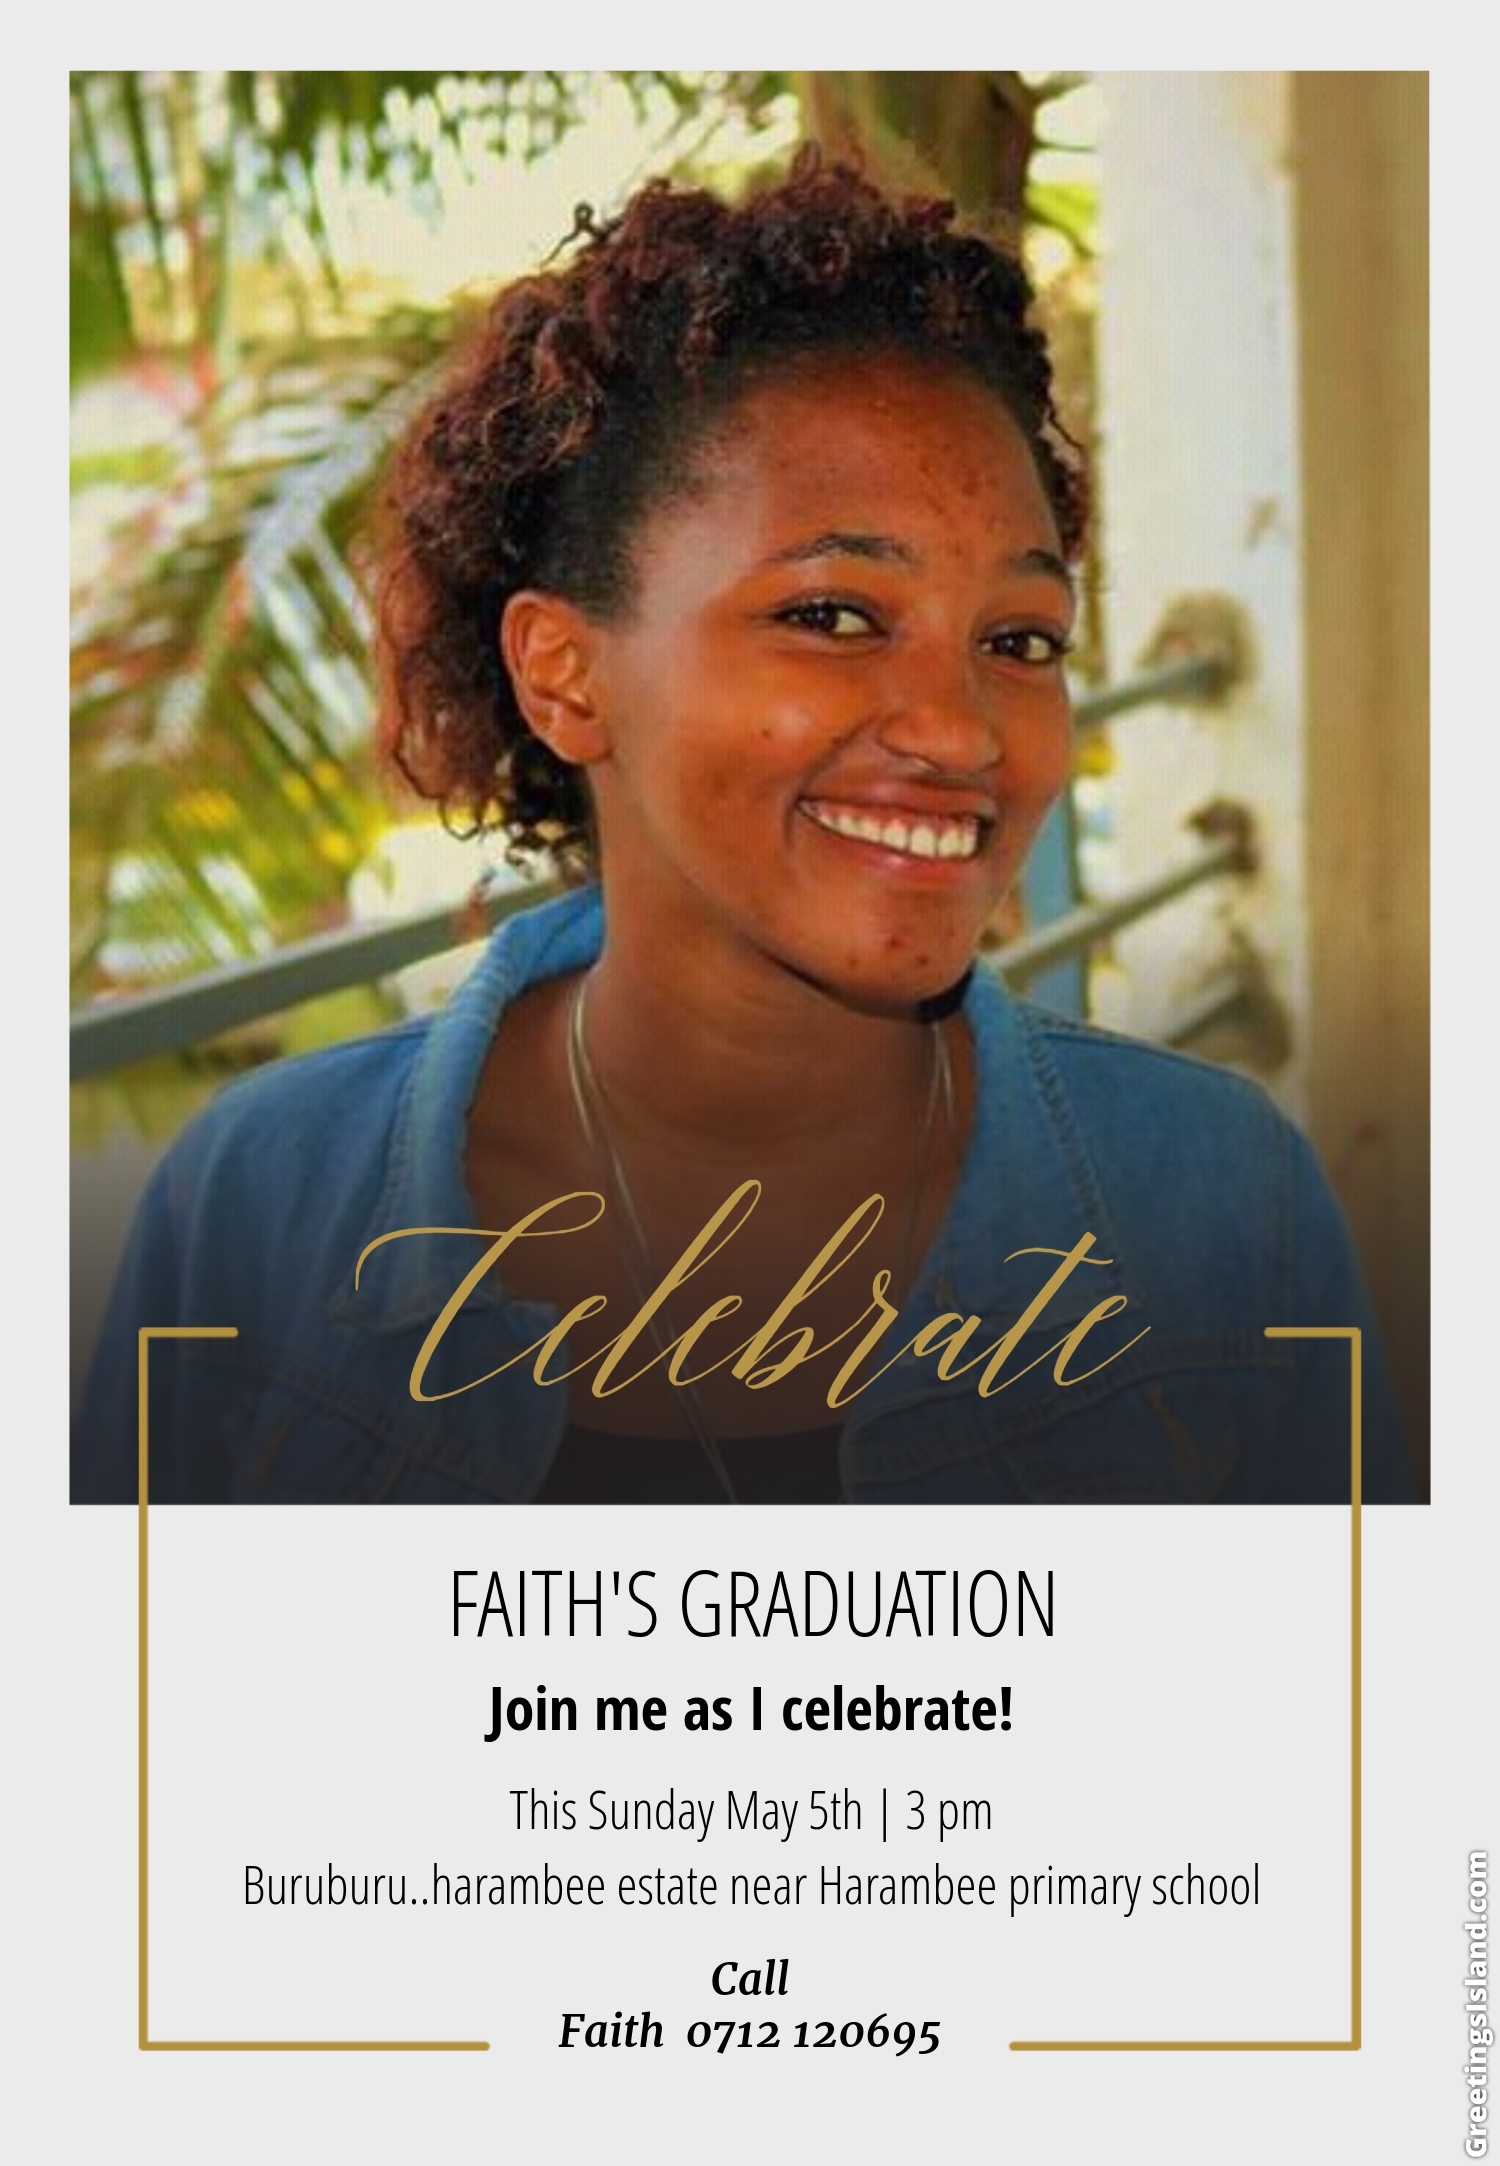 Celebrate
FAITH'S GRADUATION
Join me as I celebrate!
This Sunday May 5th | 3 pm
Buruburu..harambee estate near Harambee primary school
Call
Faith 0712 120695
GreetingsIsland.com